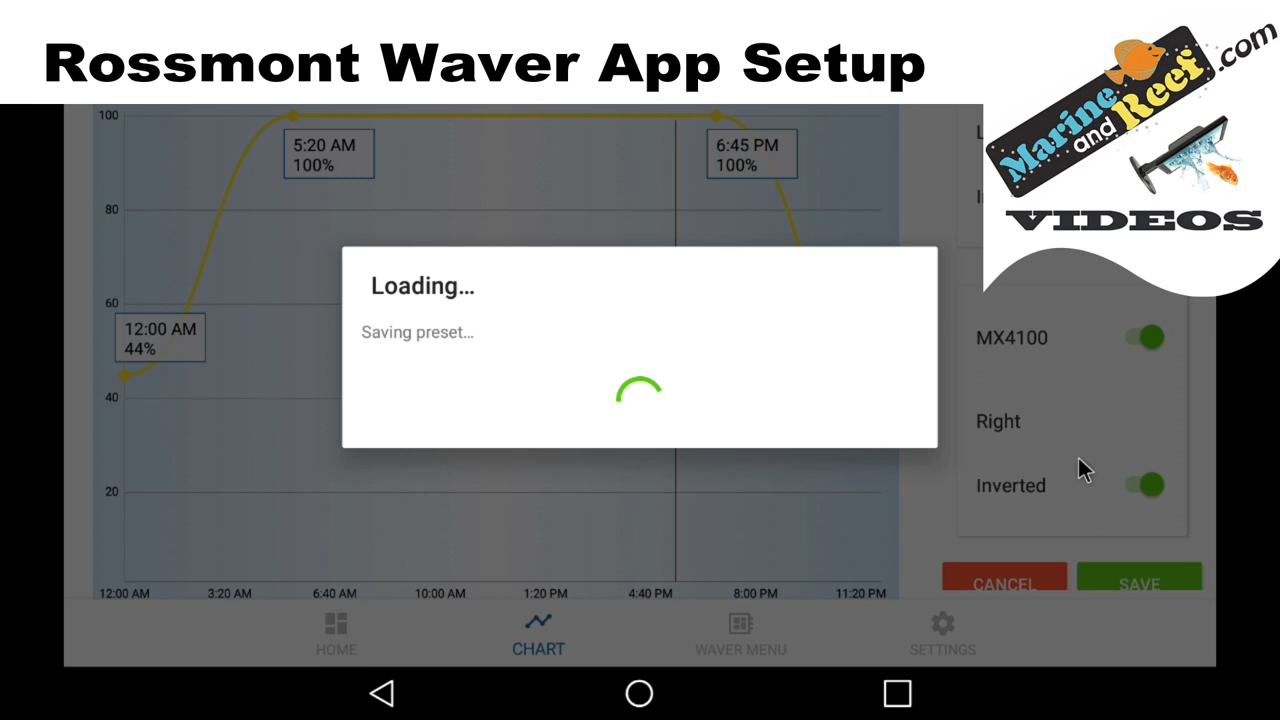 Rossmont Waver App Setup
Marine and Reef .com
VIDEOS
100
5:20 AM
100%
6:45 PM
100%
80
60
12:00 AM
44%
40
20
Loading...
Saving preset...
MX4100
Right
Inverted
CANCEL
SAVE
12:00 AM 3:20 AM 6:40 AM 10:00 AM 1:20 PM 4:40 PM 8:00 PM 11:20 PM
HOME
CHART
WAVER MENU
SETTINGS